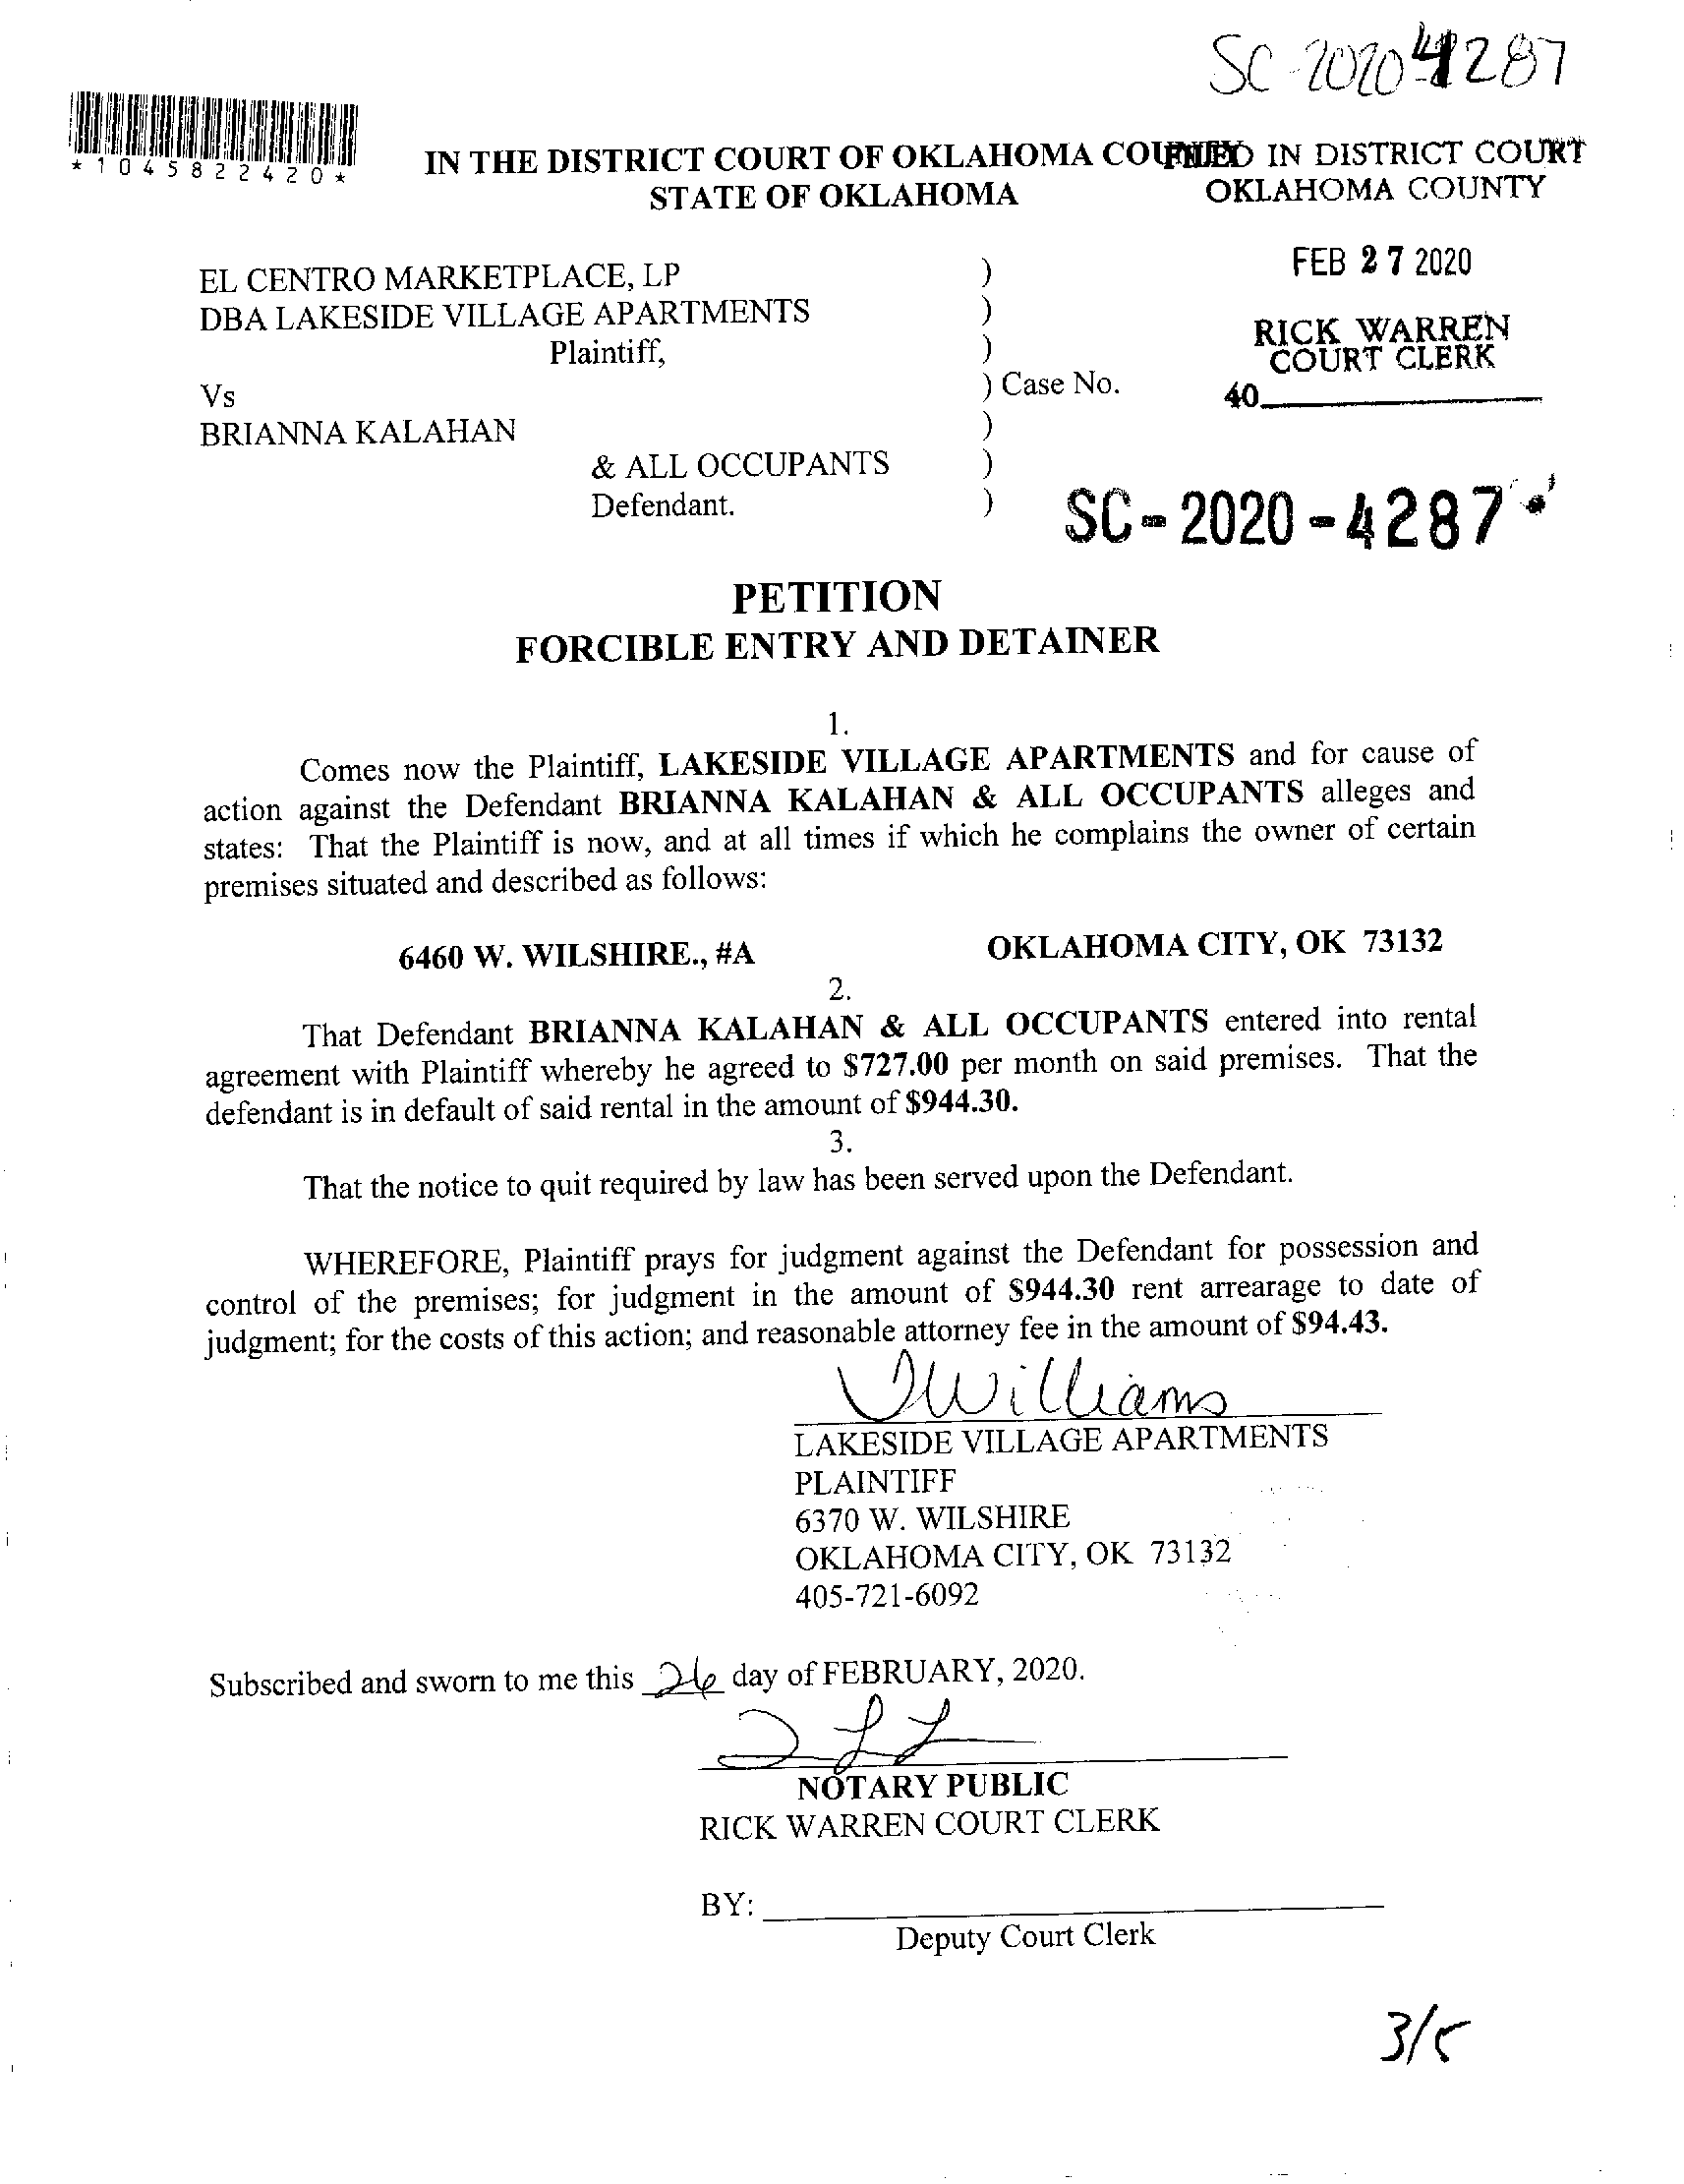 SC-2020-4287
*1045822420*
IN THE DISTRICT COURT OF OKLAHOMA COUNTY
STATE OF OKLAHOMA
FILED IN DISTRICT COURT
OKLAHOMA COUNTY
FEB 27 2020
RICK WARREN
COURT CLERK
40
EL CENTRO MARKETPLACE, LP )
DBA LAKESIDE VILLAGE APARTMENTS )
Plaintiff, )
Vs ) Case No.
BRIANNA KALAHAN )
& ALL OCCUPANTS )
Defendant. )
SC-2020-4287
PETITION
FORCIBLE ENTRY AND DETAINER
1.
Comes now the Plaintiff, LAKESIDE VILLAGE APARTMENTS and for cause of
action against the Defendant BRIANNA KALAHAN & ALL OCCUPANTS alleges and
states: That the Plaintiff is now, and at all times if which he complains the owner of certain
premises situated and described as follows:
6460 W. WILSHIRE., #A OKLAHOMA CITY, OK 73132
2.
That Defendant BRIANNA KALAHAN & ALL OCCUPANTS entered into rental
agreement with Plaintiff whereby he agreed to $727.00 per month on said premises. That the
defendant is in default of said rental in the amount of $944.30.
3.
That the notice to quit required by law has been served upon the Defendant.
WHEREFORE, Plaintiff prays for judgment against the Defendant for possession and
control of the premises; for judgment in the amount of $944.30 rent arrearage to date of
judgment; for the costs of this action; and reasonable attorney fee in the amount of $94.43.
Williams
LAKESIDE VILLAGE APARTMENTS
PLAINTIFF
6370 W. WILSHIRE
OKLAHOMA CITY, OK 73132
405-721-6092
Subscribed and sworn to me this 26 day of FEBRUARY, 2020.
NOTARY PUBLIC
RICK WARREN COURT CLERK
BY:
Deputy Court Clerk
3/5